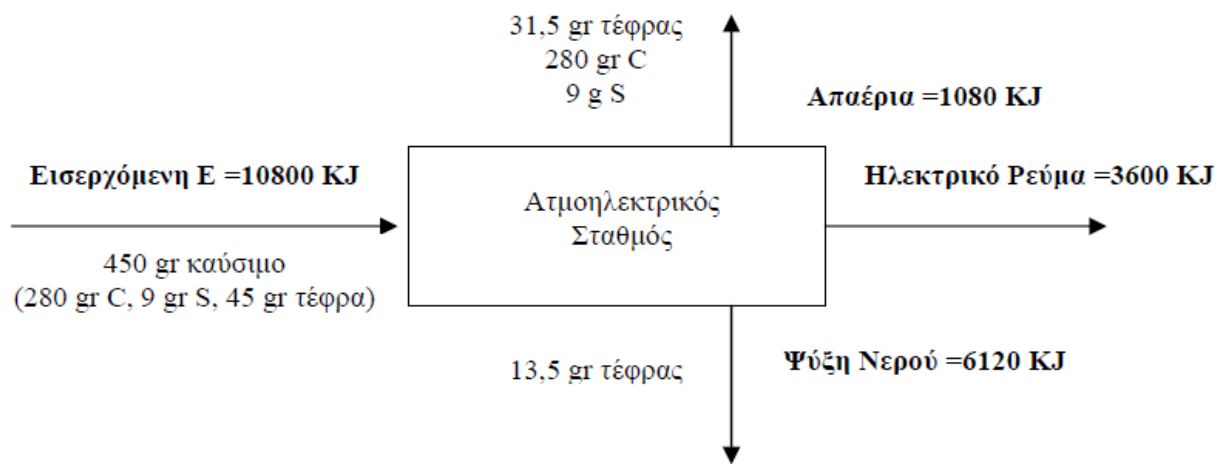 31,5 gr τέφρας
280 gr C
9 g S
Απαέρια =1080 KJ
Εισερχόμενη Ε =10800 KJ
Ηλεκτρικό Ρεύμα =3600 KJ
Ατμοηλεκτρικός
Σταθμός
450 gr καύσιμο
(280 gr C, 9 gr S, 45 gr τέφρα)
13,5 gr τέφρας
Ψύξη Νερού =6120 KJ